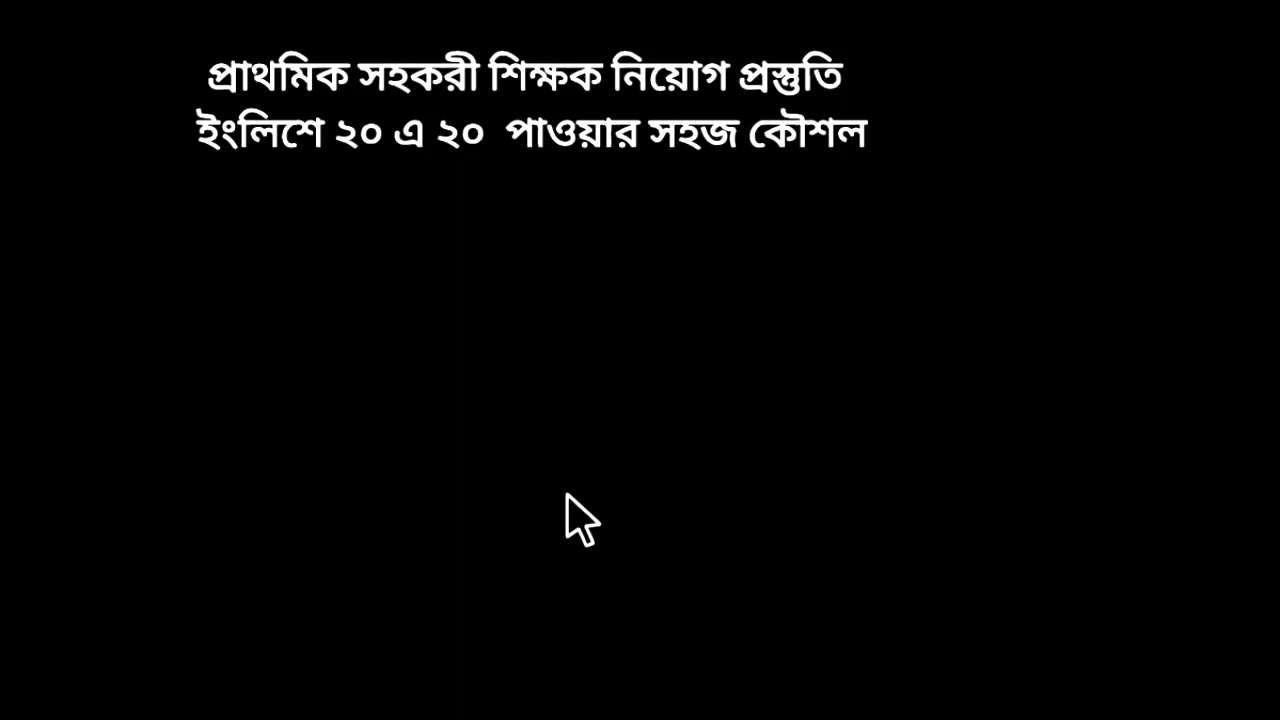 প্রাথমিক সহকরী শিক্ষক নিয়োগ প্রস্তুতি
ইংলিশে ২০ এ ২০ পাওয়ার সহজ কৌশল